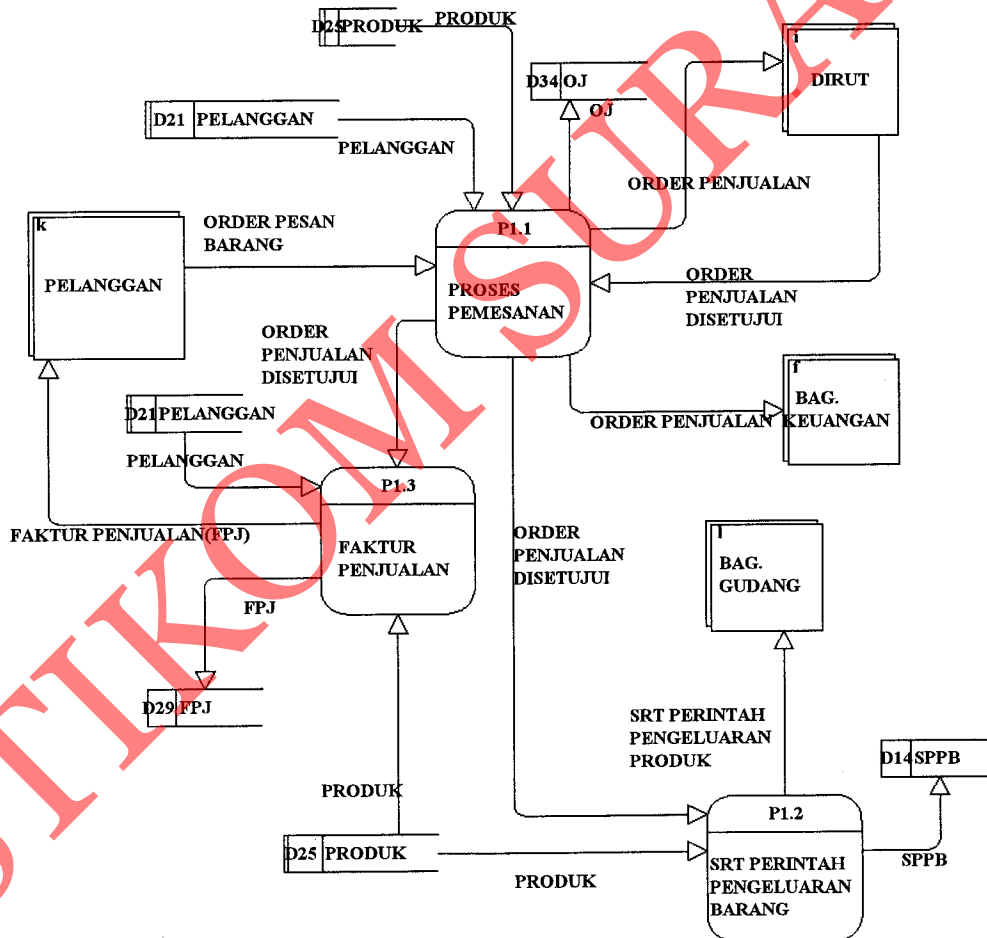 D25 PRODUK
PRODUK
D34 OJ
OJ
i
DIRUT
D21 PELANGGAN
PELANGGAN
ORDER PENJUALAN
k
PELANGGAN
ORDER PESAN
BARANG
P1.1
PROSES
PEMESANAN
ORDER
PENJUALAN
DISETUJUI
ORDER
PENJUALAN
DISETUJUI
f
BAG.
KEUANGAN
ORDER PENJUALAN
D21 PELANGGAN
PELANGGAN
P1.3
FAKTUR
PENJUALAN
FAKTUR PENJUALAN(FPJ)
FPJ
D29 FPJ
ORDER
PENJUALAN
DISETUJUI
BAG.
GUDANG
SRT PERINTAH
PENGELUARAN
PRODUK
D14 SPPB
SPPB
PRODUK
D25 PRODUK
PRODUK
P1.2
SRT PERINTAH
PENGELUARAN
BARANG
STIKOM SURA